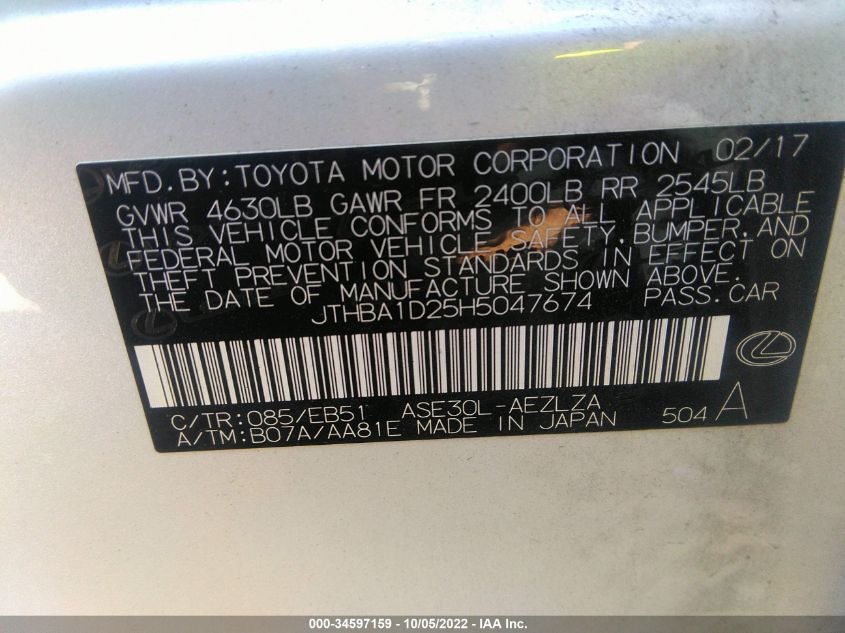 MFD. BY: TOYOTA MOTOR CORPORATION 02/17
GVWR 4630LB GAWR FR 2400LB RR 2545LB
THIS VEHICLE CONFORMS TO ALL APPLICABLE
FEDERAL MOTOR VEHICLE SAFETY, BUMPER, AND
THEFT PREVENTION STANDARDS IN EFFECT ON
THE DATE OF MANUFACTURE SHOWN ABOVE.
JTHBA1D25H5047674 PASS. CAR
C/TR: 085/EB51 ASE30L-AEZLZA
A/TM: B07A/AA81E MADE IN JAPAN 504 A
000-34597159 - 10/05/2022 - IAA Inc.